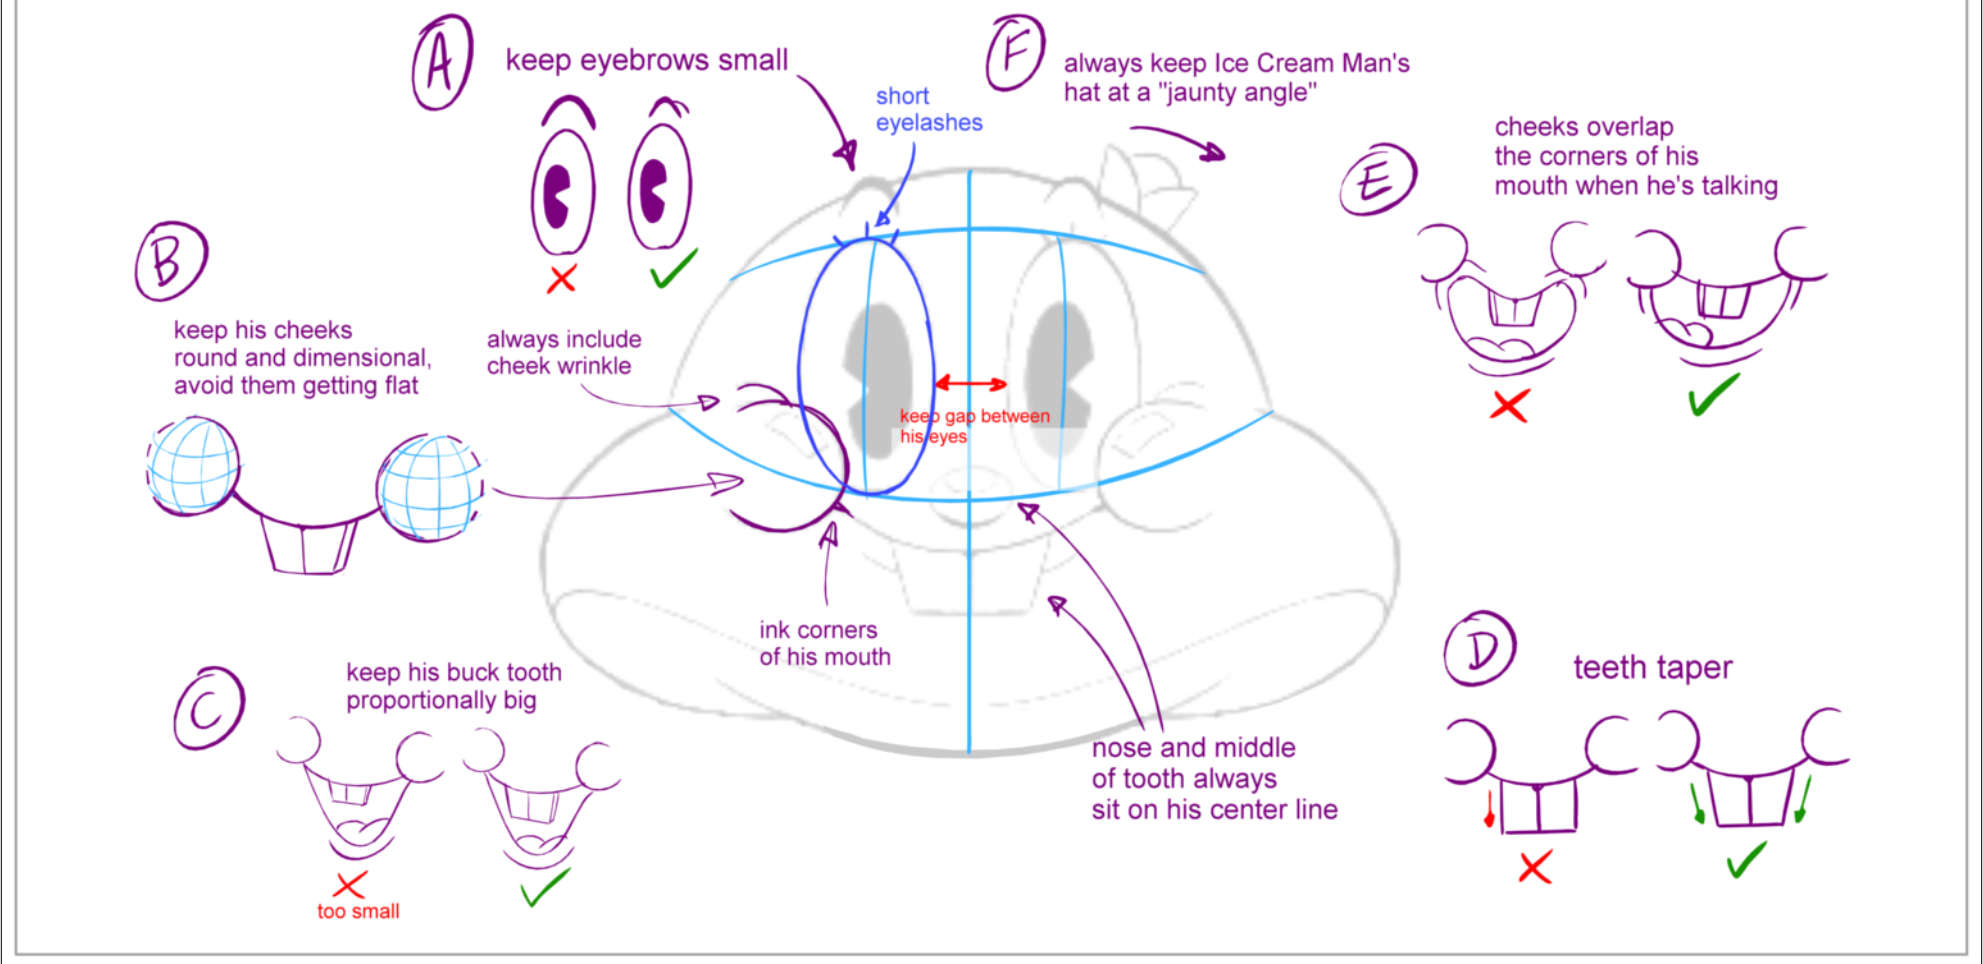 A
keep eyebrows small
short
eyelashes
F
always keep Ice Cream Man's
hat at a "jaunty angle"
E
cheeks overlap
the corners of his
mouth when he's talking
B
keep his cheeks
round and dimensional,
avoid them getting flat
always include
cheek wrinkle
keep gap between
his eyes
ink corners
of his mouth
C
keep his buck tooth
proportionally big
too small
nose and middle
of tooth always
sit on his center line
D
teeth taper